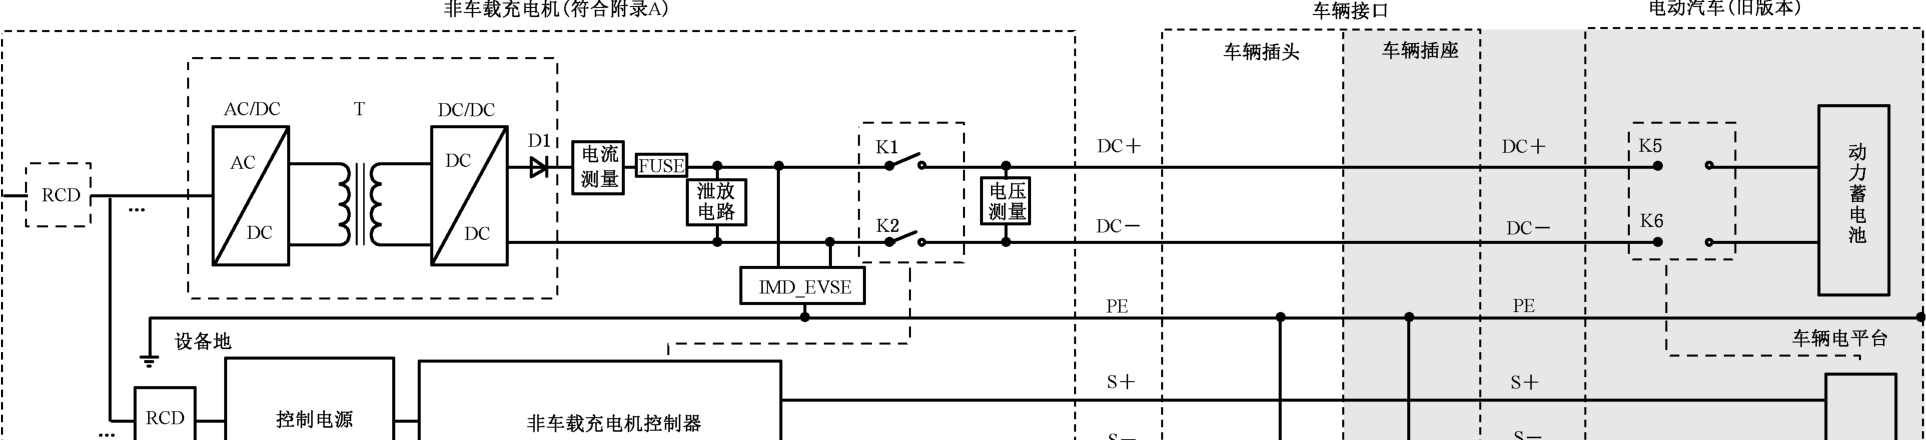 非车载充电机(符合附录A)
车辆接口
电动汽车(旧版本)
车辆插头
车辆插座
AC/DC
T
DC/DC
D1
电流
测量
FUSE
K1
DC+
DC+
K5
AC
DC
泄放
电路
电压
测量
动
力
蓄
电
池
RCD
...
DC
DC
K2
DC-
DC-
K6
IMD_EVSE
PE
PE
设备地
车辆电平台
S+
S+
RCD
控制电源
非车载充电机控制器
...
S-
S-